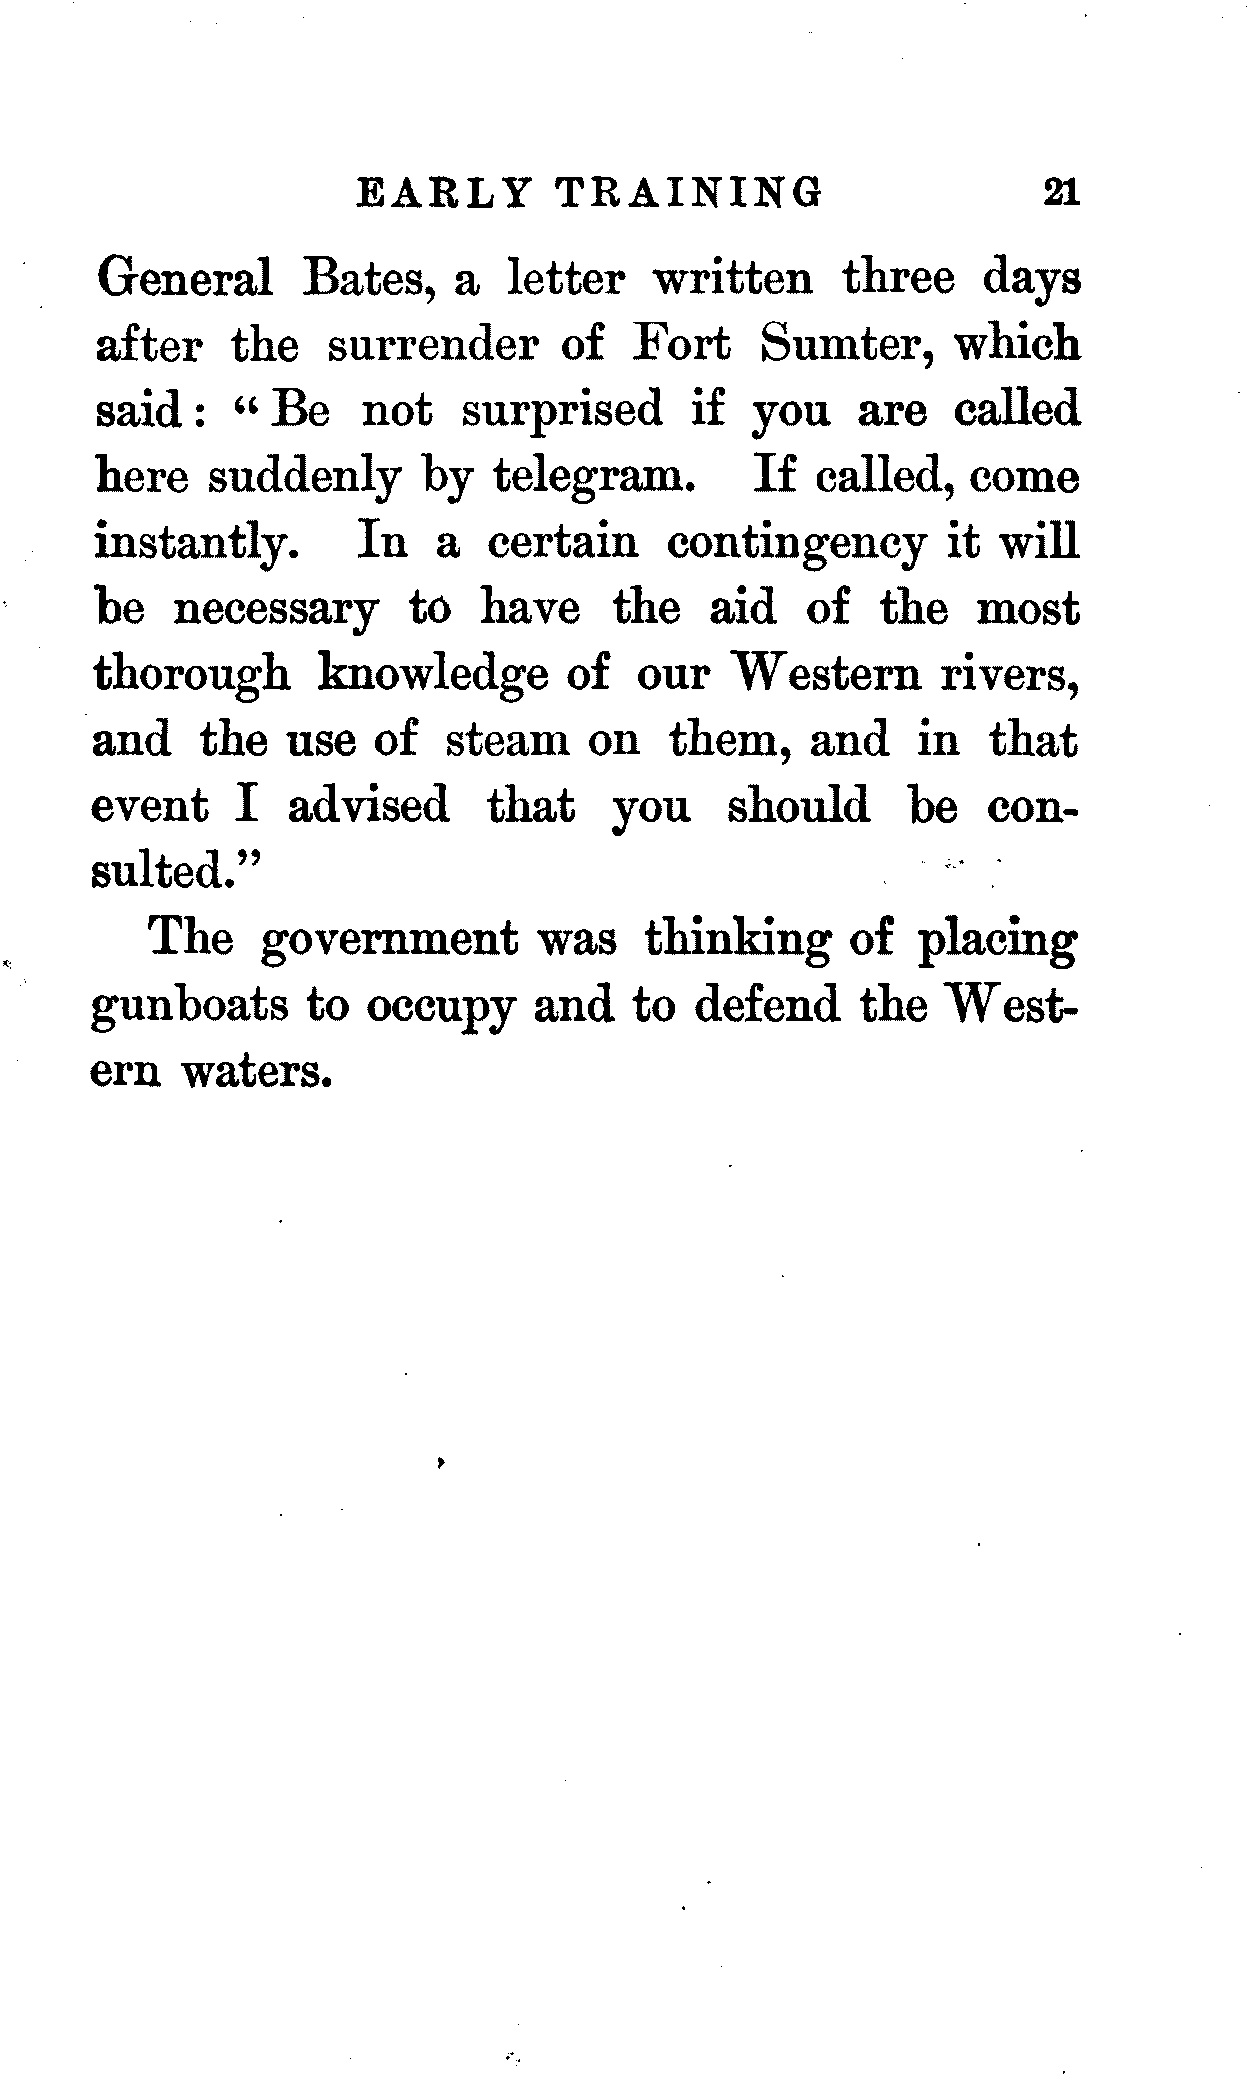 EARLY TRAINING 21
General Bates, a letter written three days
after the surrender of Fort Sumter, which
said: "Be not surprised if you are called
here suddenly by telegram. If called, come
instantly. In a certain contingency it will
be necessary to have the aid of the most
thorough knowledge of our Western rivers,
and the use of steam on them, and in that
event I advised that you should be con-
sulted."
The government was thinking of placing
gunboats to occupy and to defend the West-
ern waters.